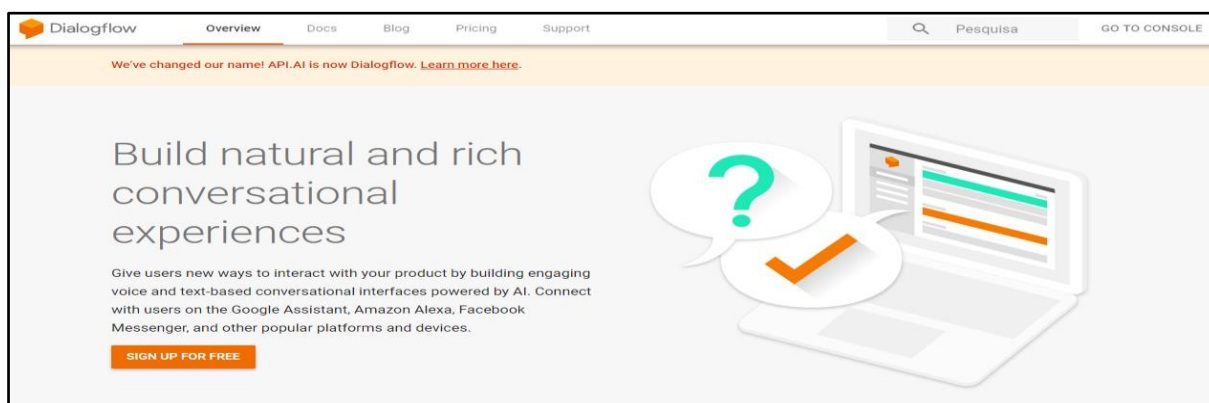 Dialogflow Overview Docs Blog Pricing Support Pesquisa GO TO CONSOLE
We've changed our name! API.AI is now Dialogflow. Learn more here.
Build natural and rich
conversational
experiences
Give users new ways to interact with your product by building engaging
voice and text-based conversational interfaces powered by AI. Connect
with users on the Google Assistant, Amazon Alexa, Facebook
Messenger, and other popular platforms and devices.
SIGN UP FOR FREE
?